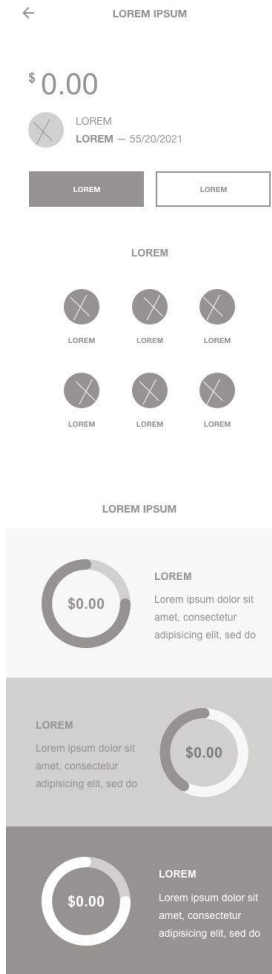 LOREM IPSUM
$ 0.00
LOREM
LOREM — 55/20/2021
LOREM LOREM
LOREM
LOREM LOREM LOREM
LOREM LOREM LOREM
LOREM IPSUM
$0.00
LOREM
Lorem ipsum dolor sit
amet, consectetur
adipisicing elit, sed do
LOREM
Lorem ipsum dolor sit
amet, consectetur
adipisicing elit, sed do
$0.00
$0.00
LOREM
Lorem ipsum dolor sit
amet, consectetur
adipisicing elit, sed do